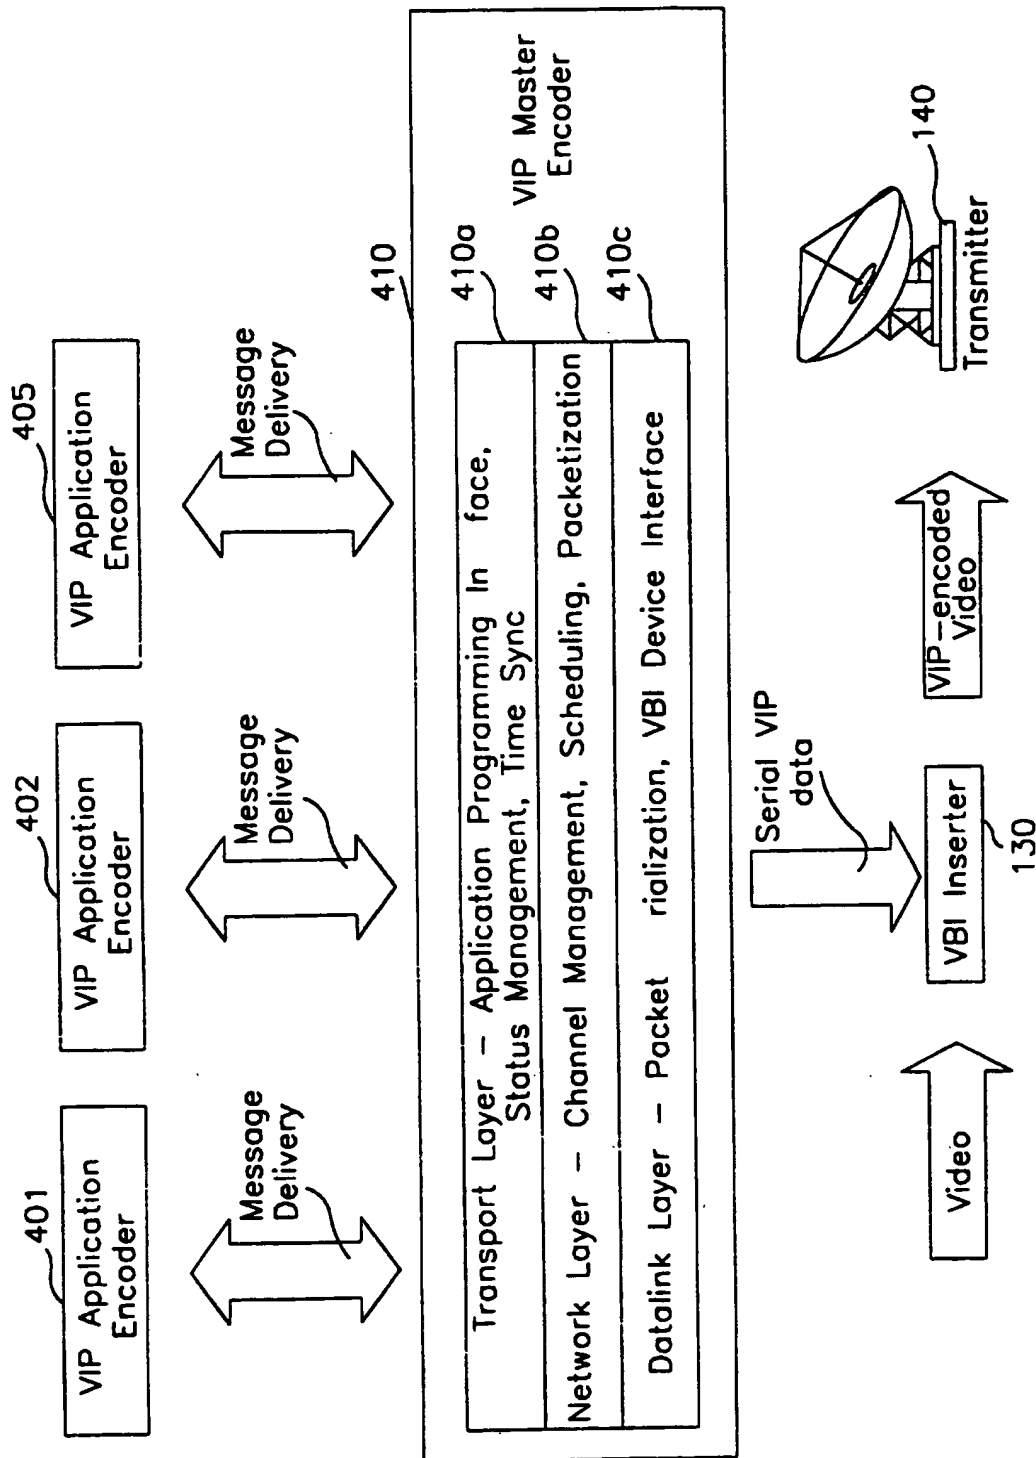 401
VIP Application
Encoder
402
VIP Application
Encoder
405
VIP Application
Encoder
Message
Delivery
Message
Delivery
Message
Delivery
410
VIP Master
Encoder
410a
410b
410c
Transport Layer – Application Programming In face,
Status Management, Time Sync
Network Layer – Channel Management, Scheduling, Packetization
Datalink Layer – Packet rialization, VBI Device Interface
Serial VIP
data
Video
VBI Inserter
130
VIP-encoded
Video
140
Transmitter